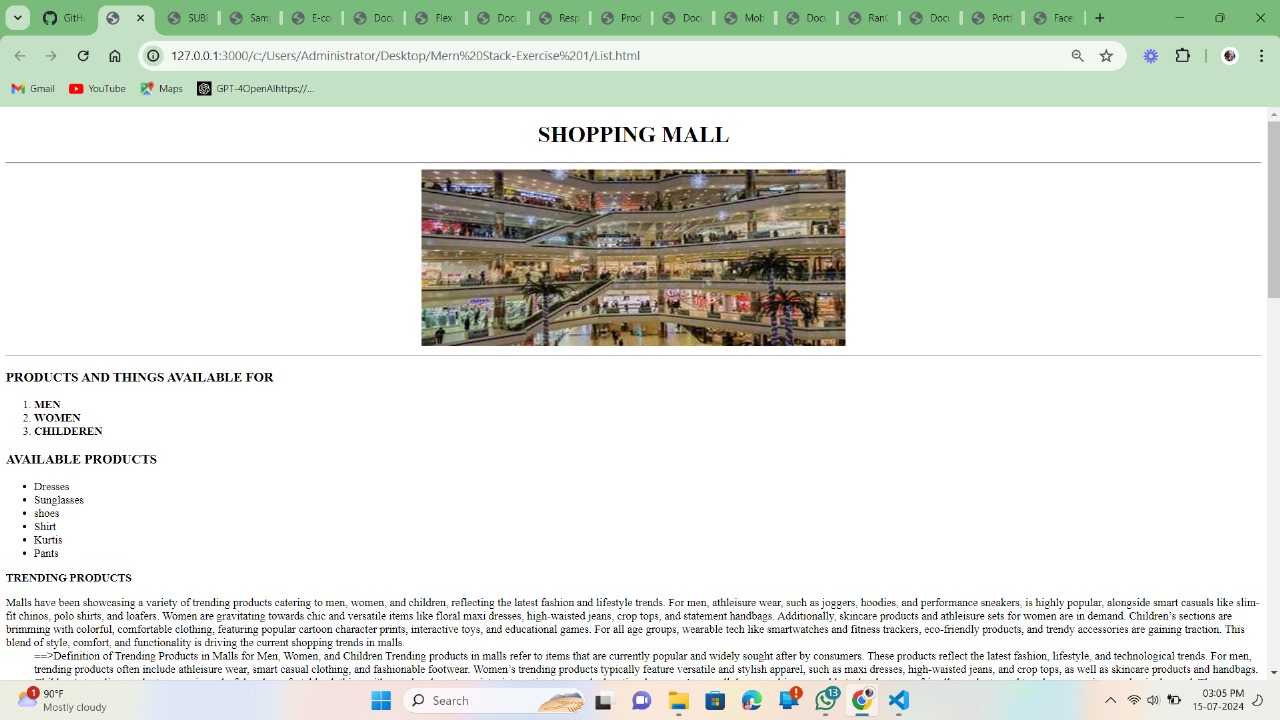 GitH
SUBI
Sam
E-co
Docu
Flex
Docu
Resp
Prod
Docu
Mob
Docu
RanC
Docu
Portf
Face
127.0.0.1:3000/c:/Users/Administrator/Desktop/Mern%20Stack-Exercise%201/List.html
Gmail YouTube Maps GPT-4OpenAIhttps://...
SHOPPING MALL
PRODUCTS AND THINGS AVAILABLE FOR
1. MEN
2. WOMEN
3. CHILDEREN
AVAILABLE PRODUCTS
• Dresses
• Sunglasses
• shoes
• Shirt
• Kurtis
• Pants
TRENDING PRODUCTS
Malls have been showcasing a variety of trending products catering to men, women, and children, reflecting the latest fashion and lifestyle trends. For men, athleisure wear, such as joggers, hoodies, and performance sneakers, is highly popular, alongside smart casuals like slim-
fit chinos, polo shirts, and loafers. Women are gravitating towards chic and versatile items like floral maxi dresses, high-waisted jeans, crop tops, and statement handbags. Additionally, skincare products and athleisure sets for women are in demand. Children's sections are
brimming with colorful, comfortable clothing, featuring popular cartoon character prints, interactive toys, and educational games. For all age groups, wearable tech like smartwatches and fitness trackers, eco-friendly products, and trendy accessories are gaining traction. This
blend of style, comfort, and functionality is driving the current shopping trends in malls.
==>Definition of Trending Products in Malls for Men, Women, and Children Trending products in malls refer to items that are currently popular and widely sought after by consumers. These products reflect the latest fashion, lifestyle, and technological trends. For men,
trending products often include athleisure wear, smart casual clothing, and fashionable footwear. Women's trending products typically feature versatile and stylish apparel, such as maxi dresses, high-waisted jeans, and crop tops, as well as skincare products and handbags.
1
90°F
Mostly cloudy
Search
13
03:05 PM
15-07-2024